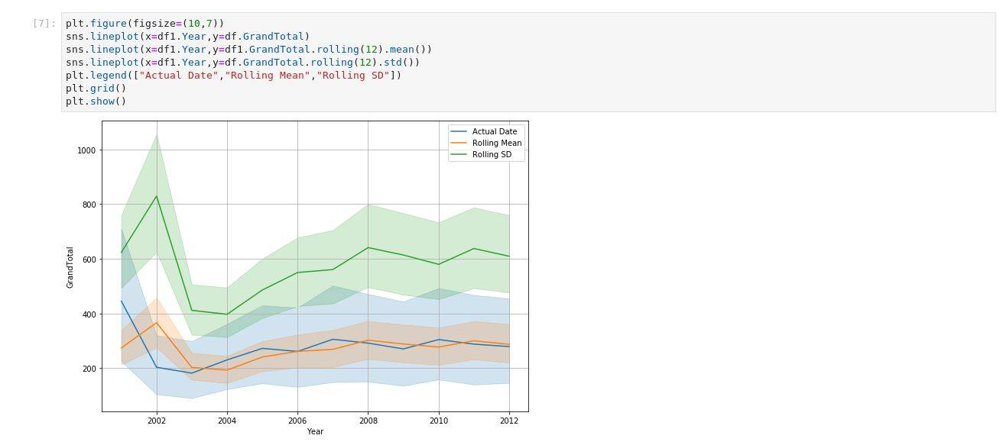 [7]:
plt.figure(figsize=(10,7))
sns.lineplot(x=df1.Year,y=df.GrandTotal)
sns.lineplot(x=df1.Year,y=df1.GrandTotal.rolling(12).mean())
sns.lineplot(x=df1.Year,y=df.GrandTotal.rolling(12).std())
plt.legend(["Actual Date","Rolling Mean","Rolling SD"])
plt.grid()
plt.show()
Actual Date
Rolling Mean
Rolling SD
1000
800
600
400
200
GrandTotal
2002 2004 2006 2008 2010 2012
Year